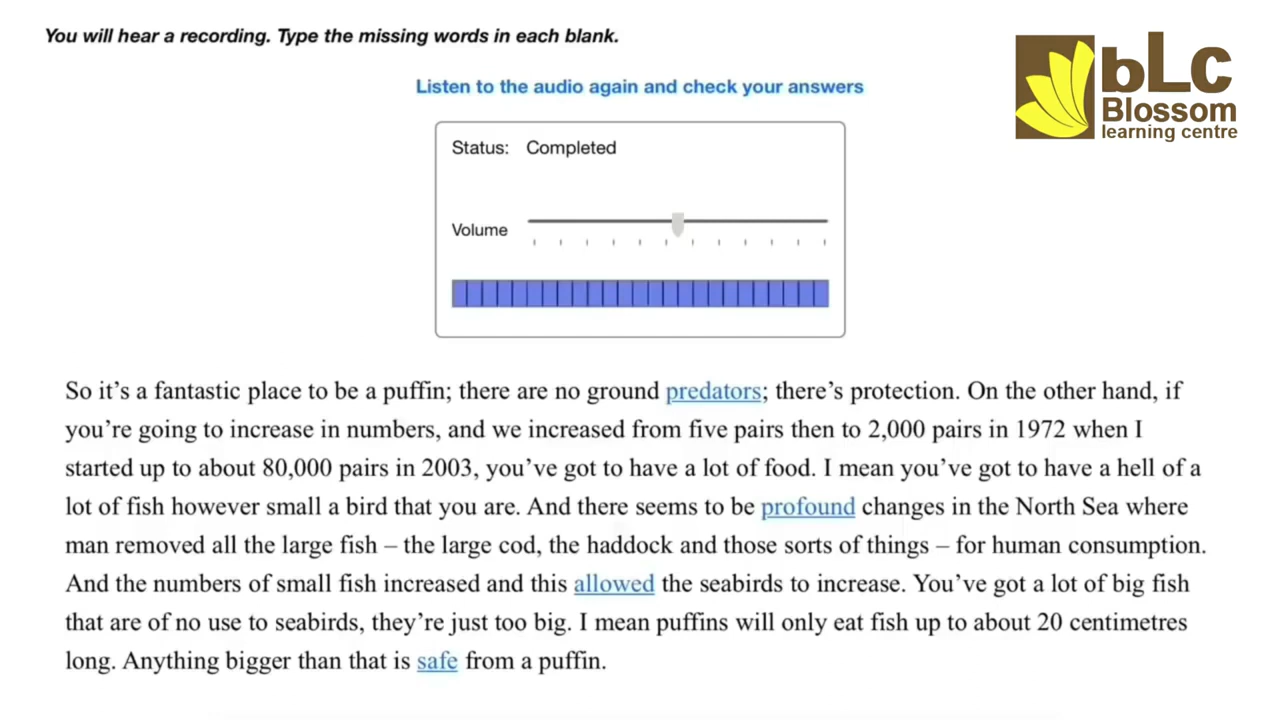 You will hear a recording. Type the missing words in each blank.
bLc
Blossom
learning centre
Listen to the audio again and check your answers
Status: Completed
Volume
So it's a fantastic place to be a puffin; there are no ground predators; there's protection. On the other hand, if
you're going to increase in numbers, and we increased from five pairs then to 2,000 pairs in 1972 when I
started up to about 80,000 pairs in 2003, you've got to have a lot of food. I mean you've got to have a hell of a
lot of fish however small a bird that you are. And there seems to be profound changes in the North Sea where
man removed all the large fish – the large cod, the haddock and those sorts of things – for human consumption.
And the numbers of small fish increased and this allowed the seabirds to increase. You've got a lot of big fish
that are of no use to seabirds, they're just too big. I mean puffins will only eat fish up to about 20 centimetres
long. Anything bigger than that is safe from a puffin.